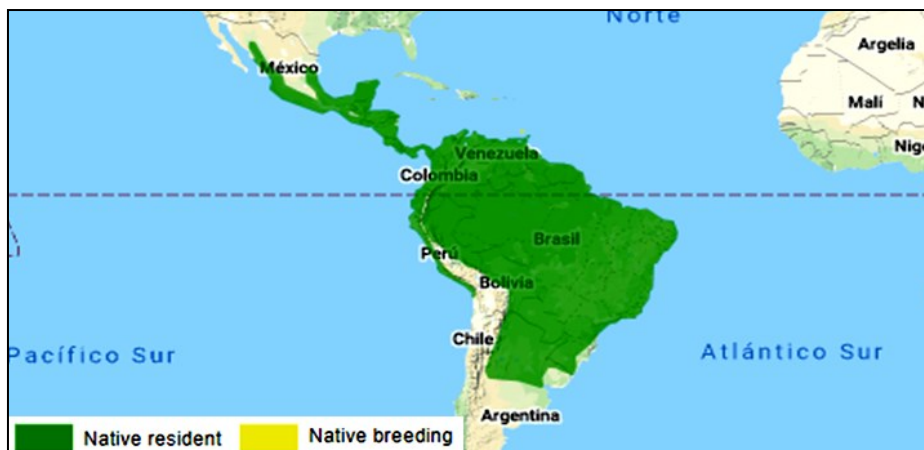 Norte
México
Argelia
Malí
N
Nige
Venezuela
Colombia
Brasil
Perú
Bolivia
Chile
Pacífico Sur
Atlántico Sur
Argentina
Native resident
Native breeding